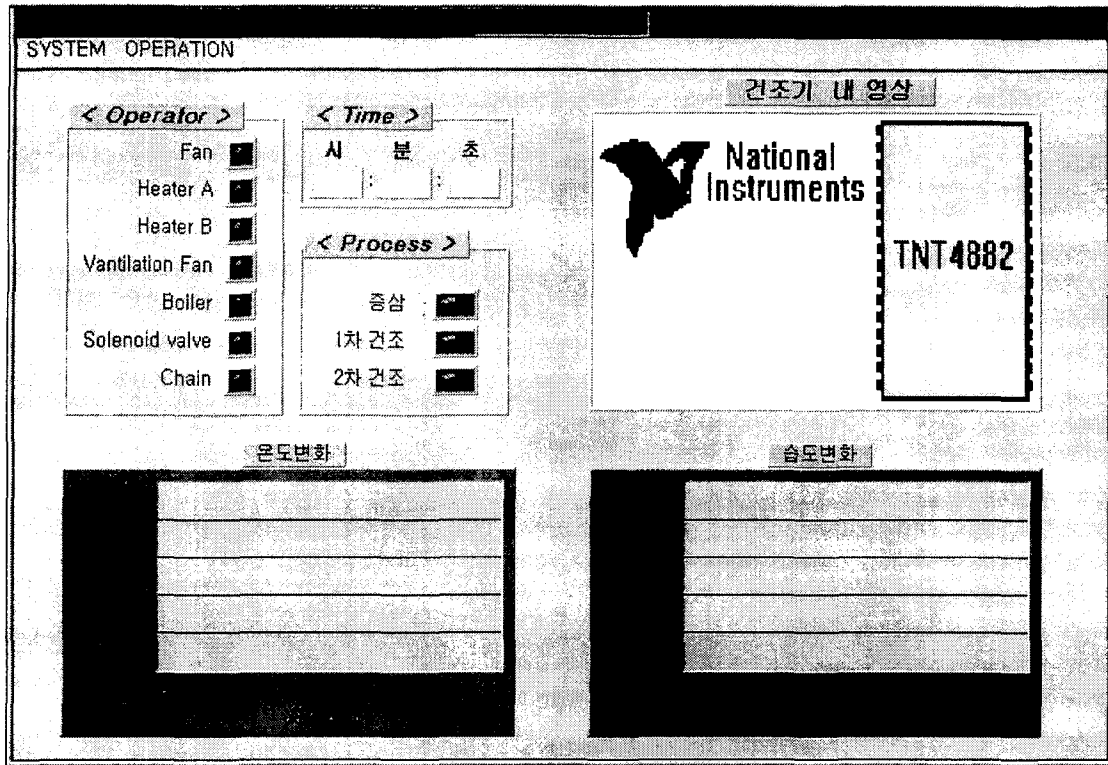 SYSTEM OPERATION
< Operator >
Fan
Heater A
Heater B
Vantilation Fan
Boller
Solenoid valve
Chain
< Time >
시 분 초
: :
< Process >
증삼 :
1차 건조
2차 건조
건조기 내 영상
National
Instruments
TNT4882
온도변화
습도변화